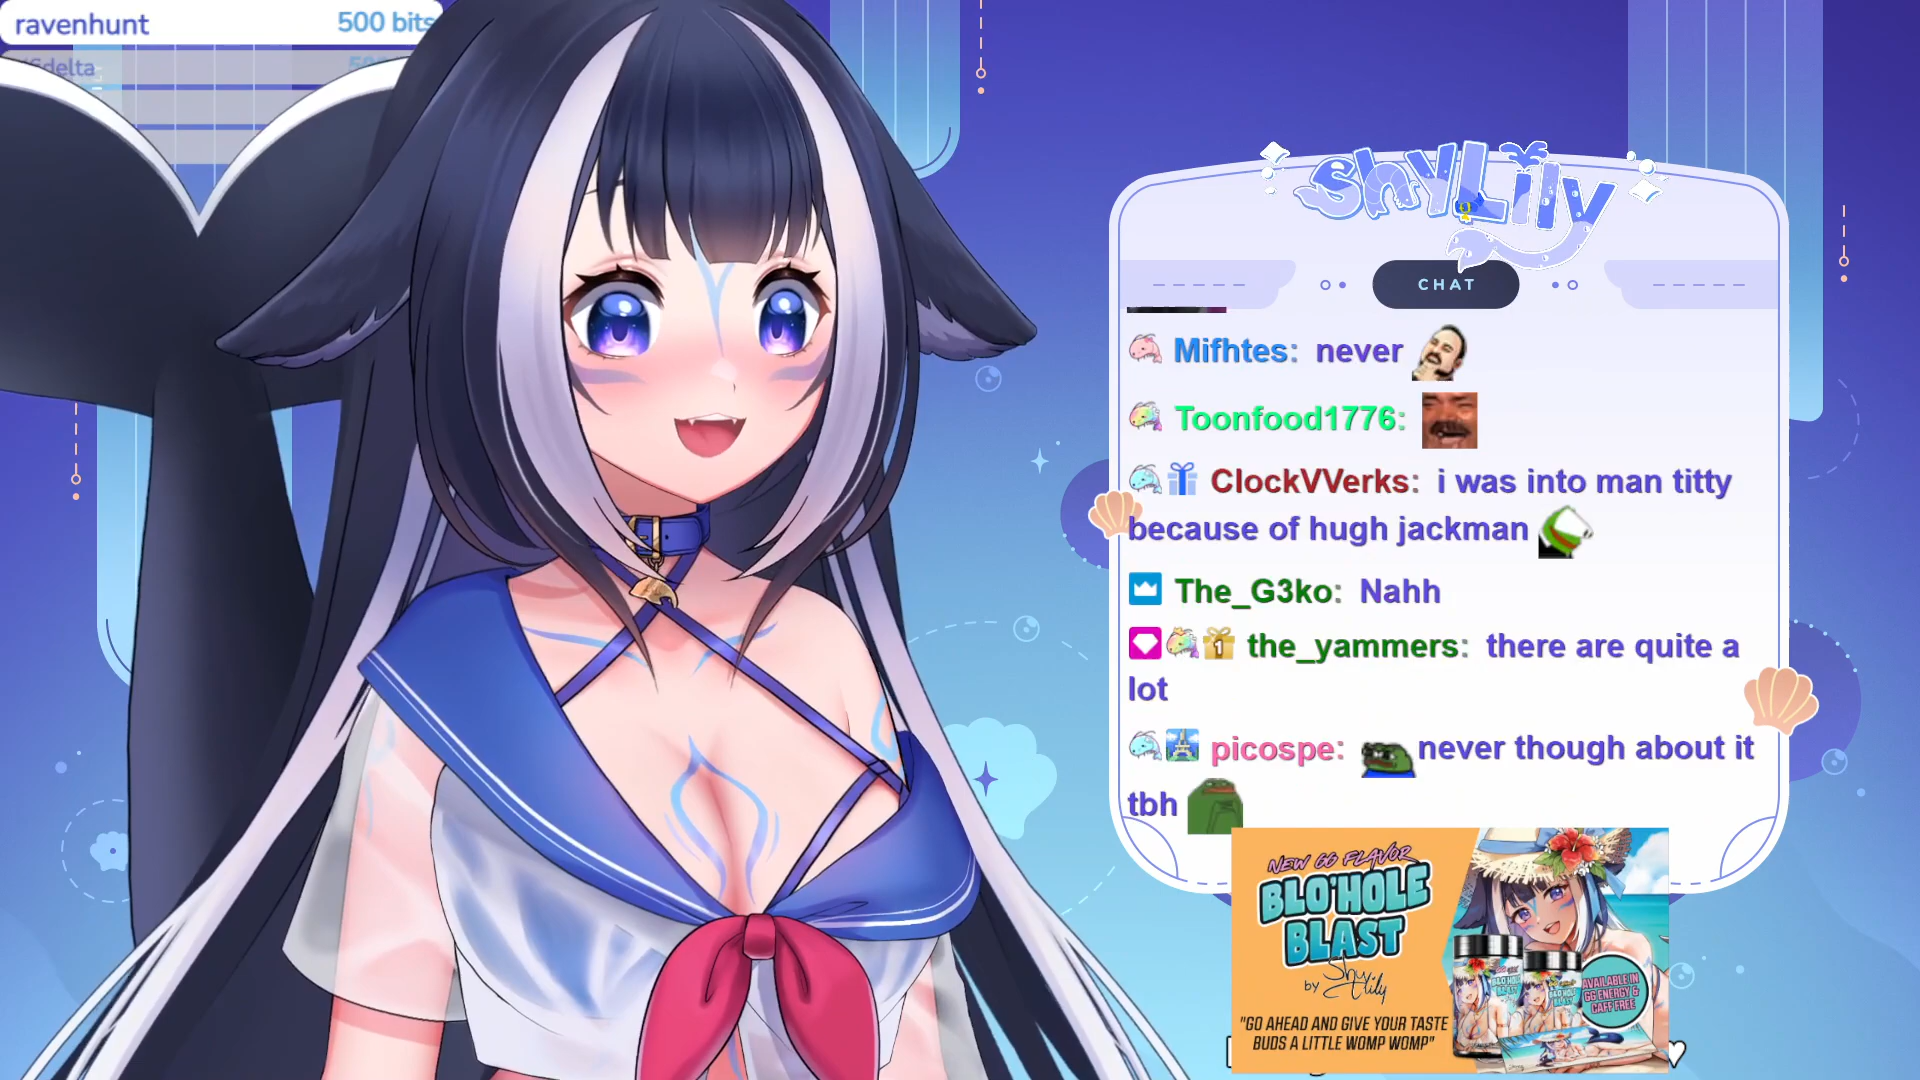 ravenhunt 500 bits
shyLily
CHAT
Mifhtes: never
Toonfood1776:
ClockVVerks: i was into man titty
because of hugh jackman
The_G3ko: Nahh
the_yammers: there are quite a
lot
picospe: never though about it
tbh
NEW GG FLAVOR
BLO'HOLE
BLAST
by Shylily
"GO AHEAD AND GIVE YOUR TASTE
BUDS A LITTLE WOMP WOMP"
AVAILABLE IN
GG ENERGY &
CAFF FREE